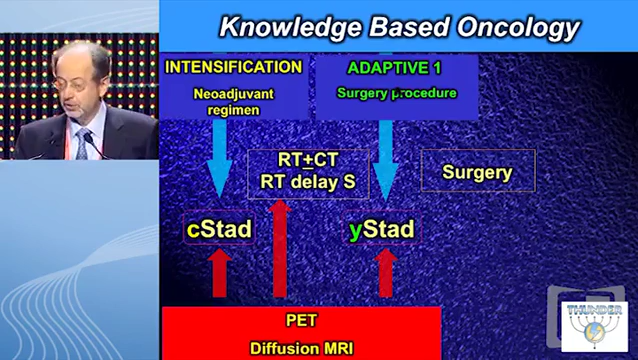 Knowledge Based Oncology
INTENSIFICATION
Neoadjuvant
regimen
ADAPTIVE 1
Surgery procedure
RT±CT
RT delay S
Surgery
cStad
yStad
PET
Diffusion MRI
THUNDER